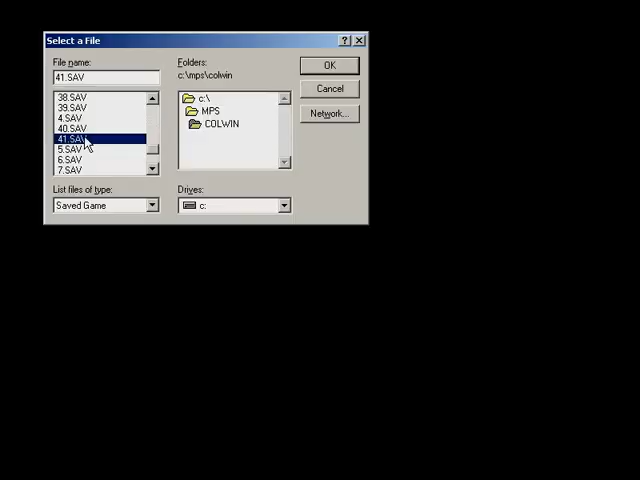 Select a File
File name:
41.SAV
38.SAV
39.SAV
4.SAV
40.SAV
41.SAV
5.SAV
6.SAV
7.SAV
List files of type:
Saved Game
Folders:
c:\mps\colwin
c:\
MPS
COLWIN
Drives:
c:
OK
Cancel
Network...